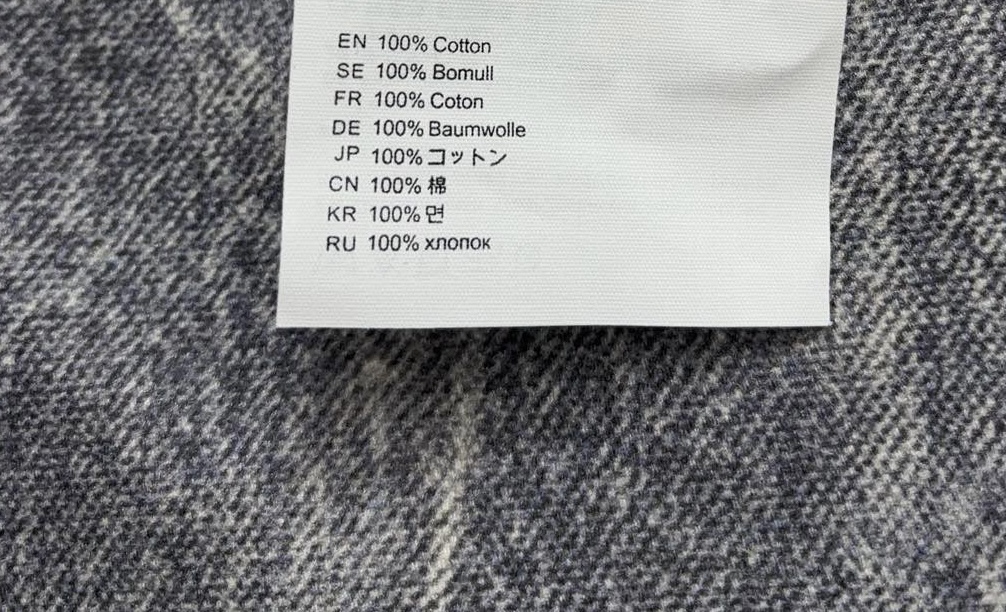 EN 100% Cotton
SE 100% Bomull
FR 100% Coton
DE 100% Baumwolle
JP 100% コットン
CN 100% 棉
KR 100% 면
RU 100% хлопок